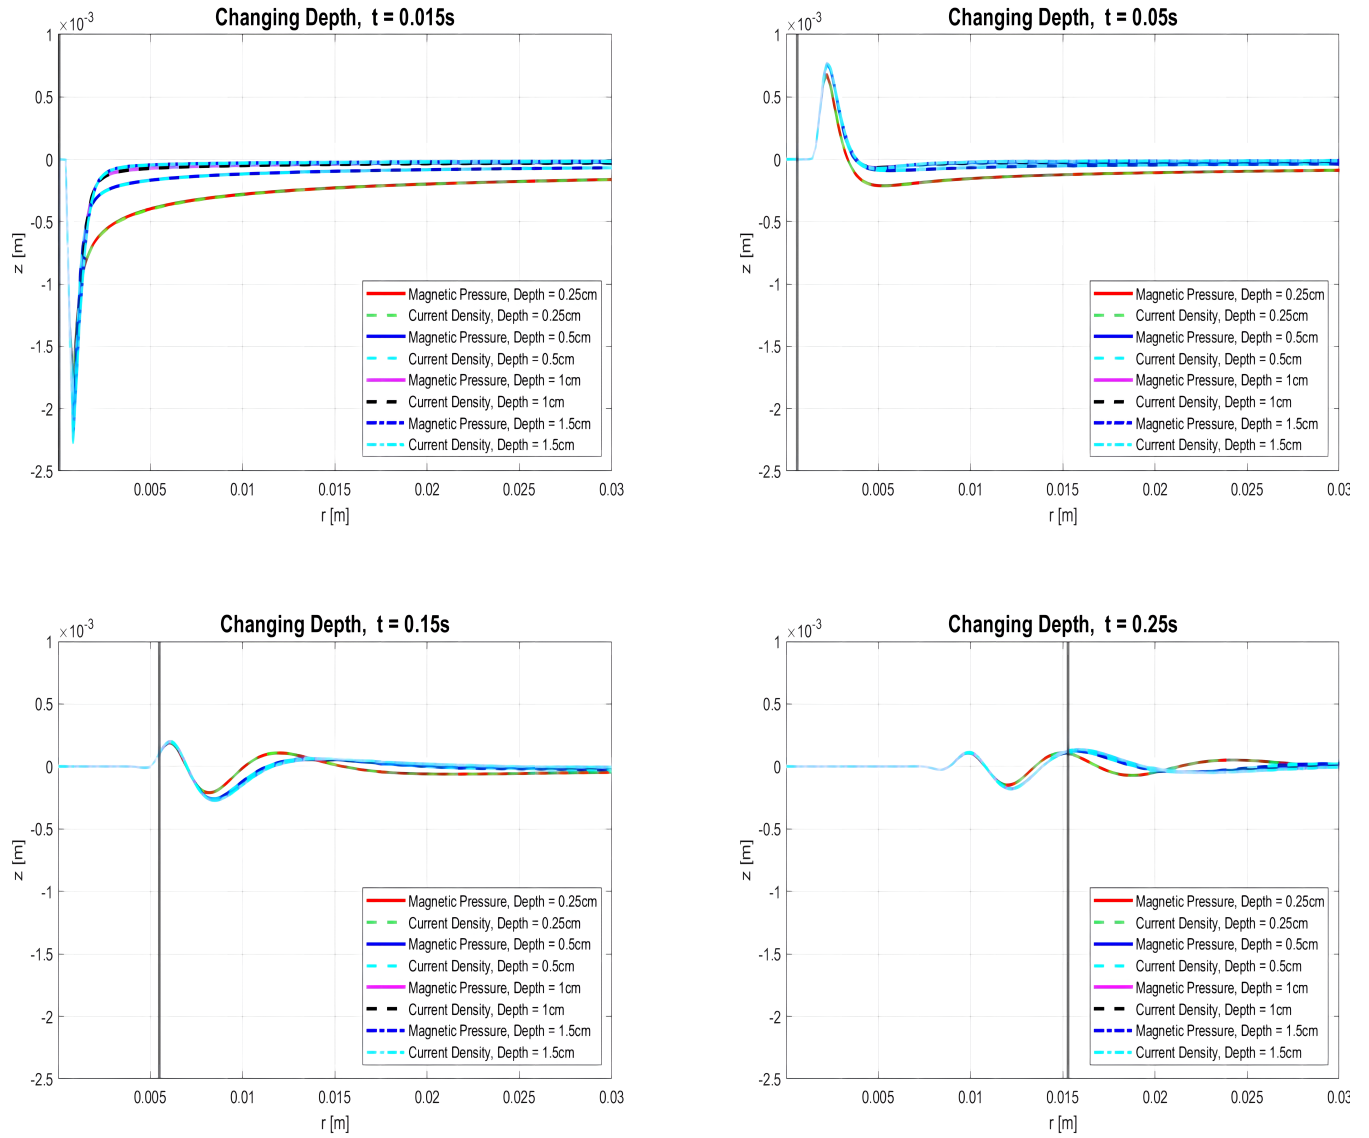 Changing Depth,  t = 0.015s
×10⁻³
1
0.5
0
-0.5
-1
-1.5
-2
-2.5
z [m]
0.005
0.01
0.015
0.02
0.025
0.03
r [m]
Magnetic Pressure, Depth = 0.25cm
Current Density, Depth = 0.25cm
Magnetic Pressure, Depth = 0.5cm
Current Density, Depth = 0.5cm
Magnetic Pressure, Depth = 1cm
Current Density, Depth = 1cm
Magnetic Pressure, Depth = 1.5cm
Current Density, Depth = 1.5cm
Changing Depth,  t = 0.05s
×10⁻³
1
0.5
0
-0.5
-1
-1.5
-2
-2.5
z [m]
0.005
0.01
0.015
0.02
0.025
0.03
r [m]
Magnetic Pressure, Depth = 0.25cm
Current Density, Depth = 0.25cm
Magnetic Pressure, Depth = 0.5cm
Current Density, Depth = 0.5cm
Magnetic Pressure, Depth = 1cm
Current Density, Depth = 1cm
Magnetic Pressure, Depth = 1.5cm
Current Density, Depth = 1.5cm
Changing Depth,  t = 0.15s
×10⁻³
1
0.5
0
-0.5
-1
-1.5
-2
-2.5
z [m]
0.005
0.01
0.015
0.02
0.025
0.03
r [m]
Magnetic Pressure, Depth = 0.25cm
Current Density, Depth = 0.25cm
Magnetic Pressure, Depth = 0.5cm
Current Density, Depth = 0.5cm
Magnetic Pressure, Depth = 1cm
Current Density, Depth = 1cm
Magnetic Pressure, Depth = 1.5cm
Current Density, Depth = 1.5cm
Changing Depth,  t = 0.25s
×10⁻³
1
0.5
0
-0.5
-1
-1.5
-2
-2.5
z [m]
0.005
0.01
0.015
0.02
0.025
0.03
r [m]
Magnetic Pressure, Depth = 0.25cm
Current Density, Depth = 0.25cm
Magnetic Pressure, Depth = 0.5cm
Current Density, Depth = 0.5cm
Magnetic Pressure, Depth = 1cm
Current Density, Depth = 1cm
Magnetic Pressure, Depth = 1.5cm
Current Density, Depth = 1.5cm